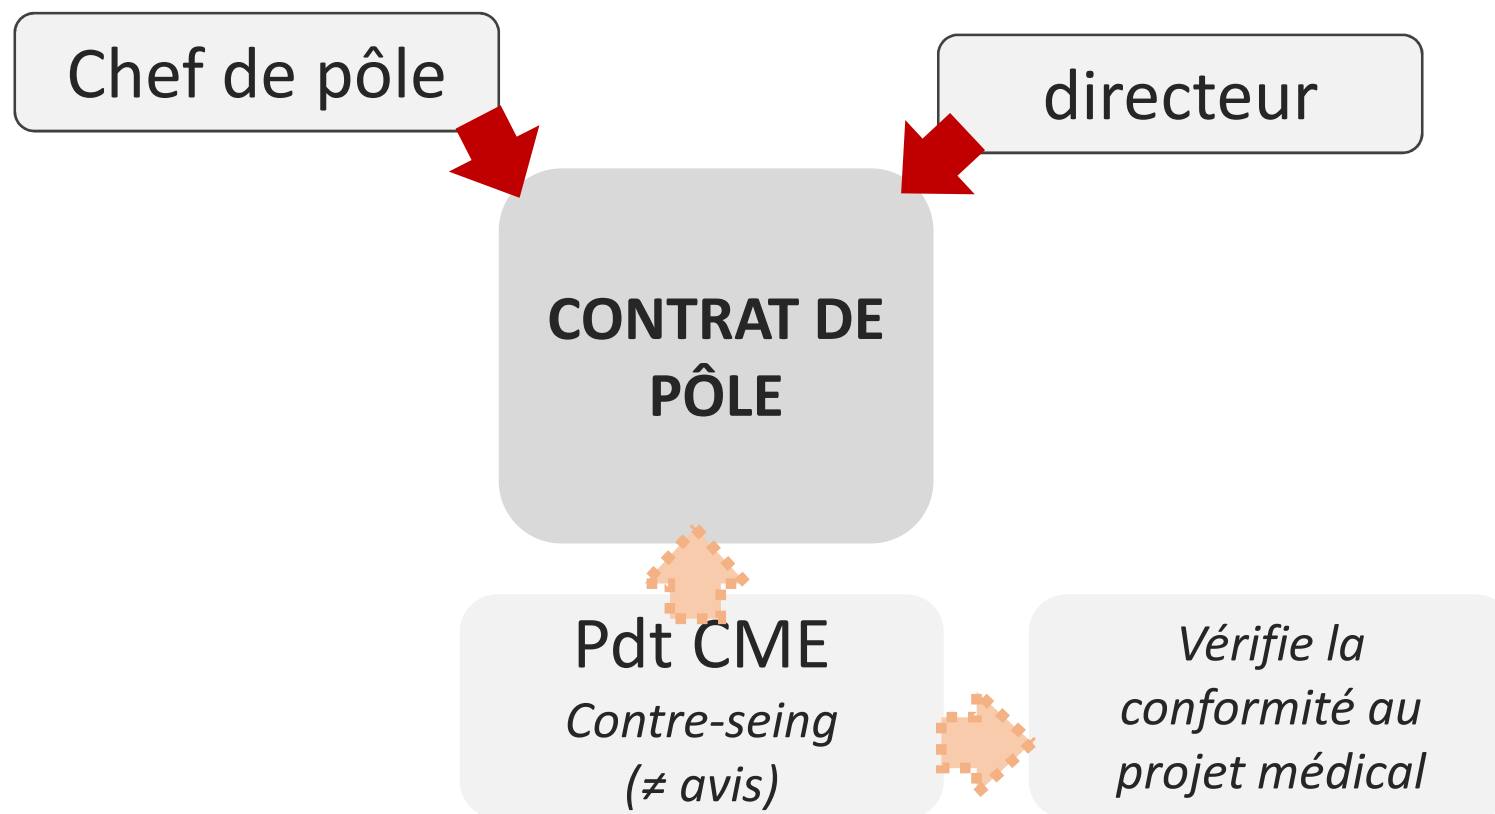 Chef de pôle
directeur
CONTRAT DE
PÔLE
Pdt CME
Contre-seing
(≠ avis)
Vérifie la
conformité au
projet médical